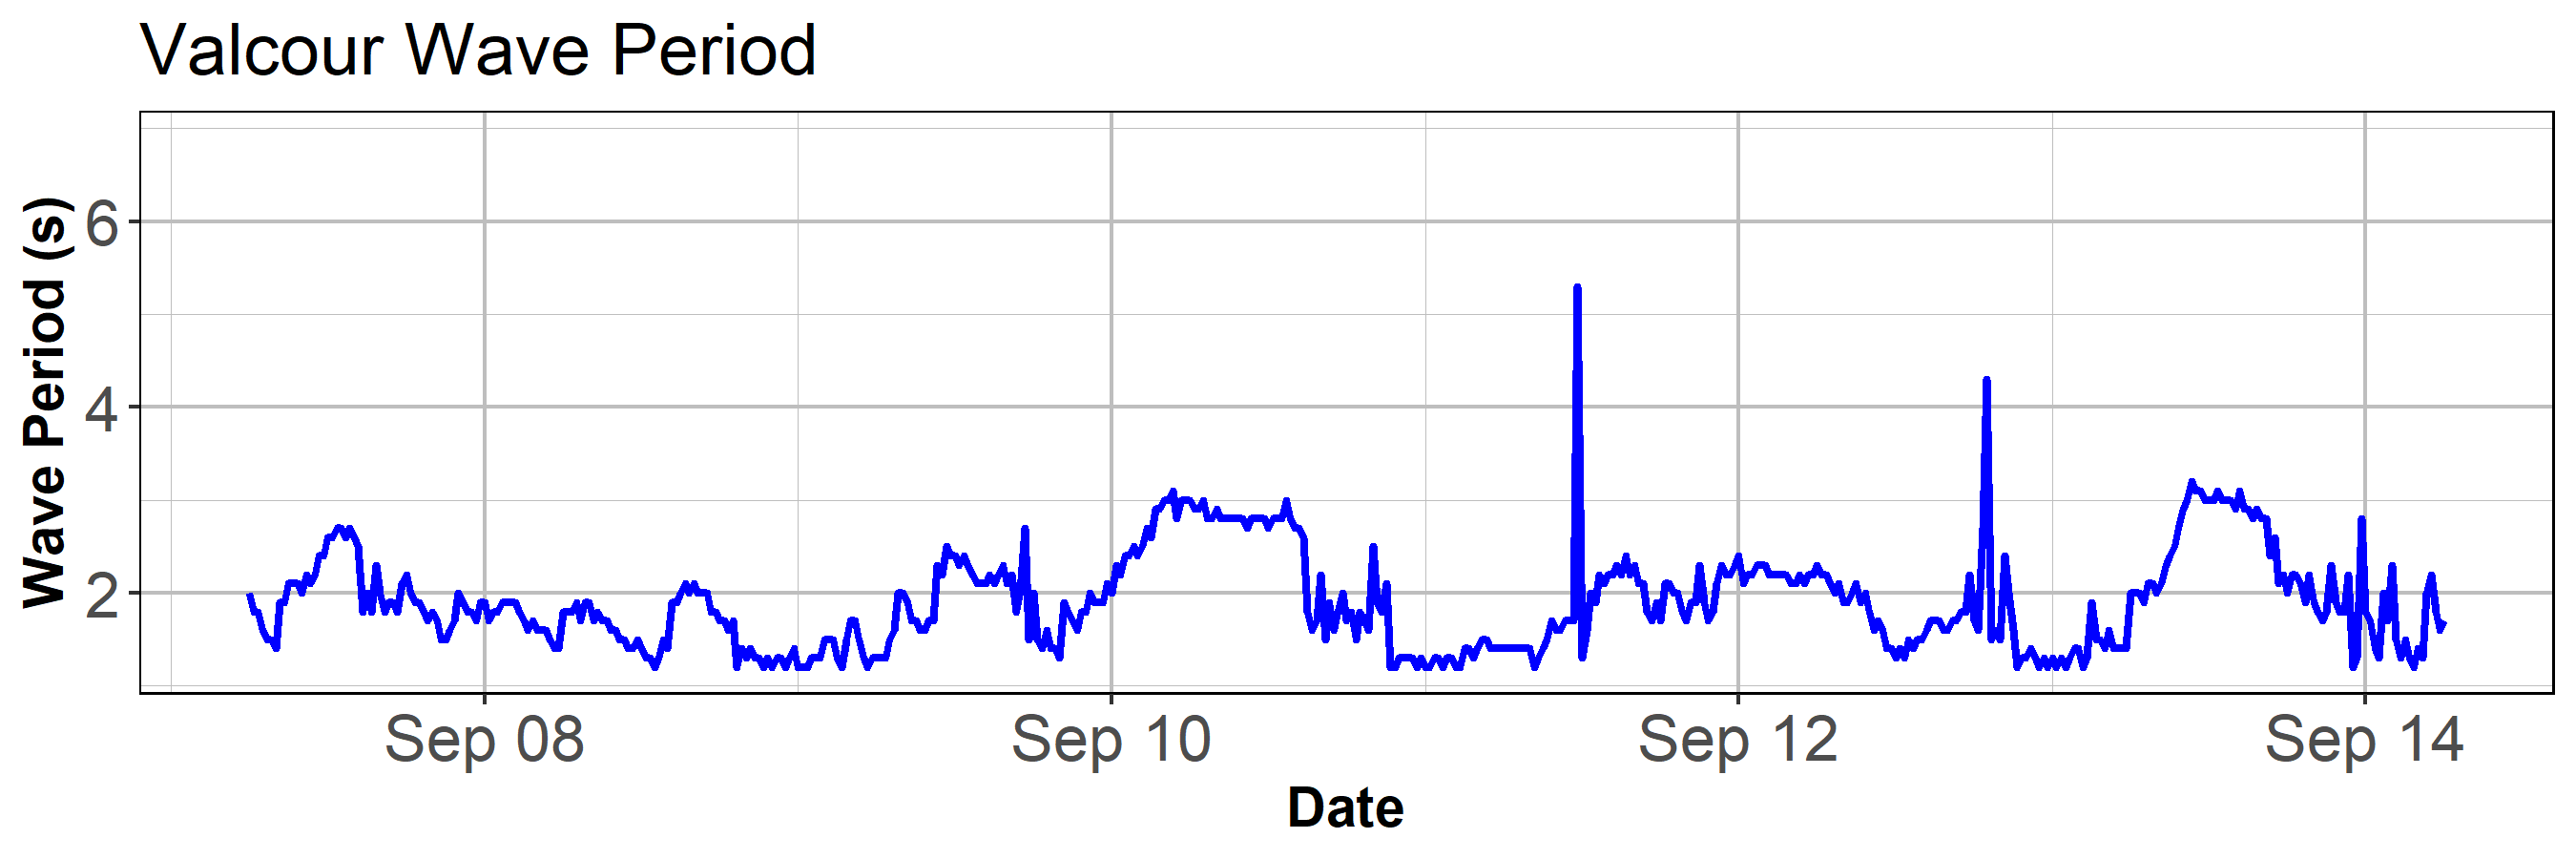 Valcour Wave Period
Wave Period (s)
6
4
2
Sep 08 Sep 10 Sep 12 Sep 14
Date